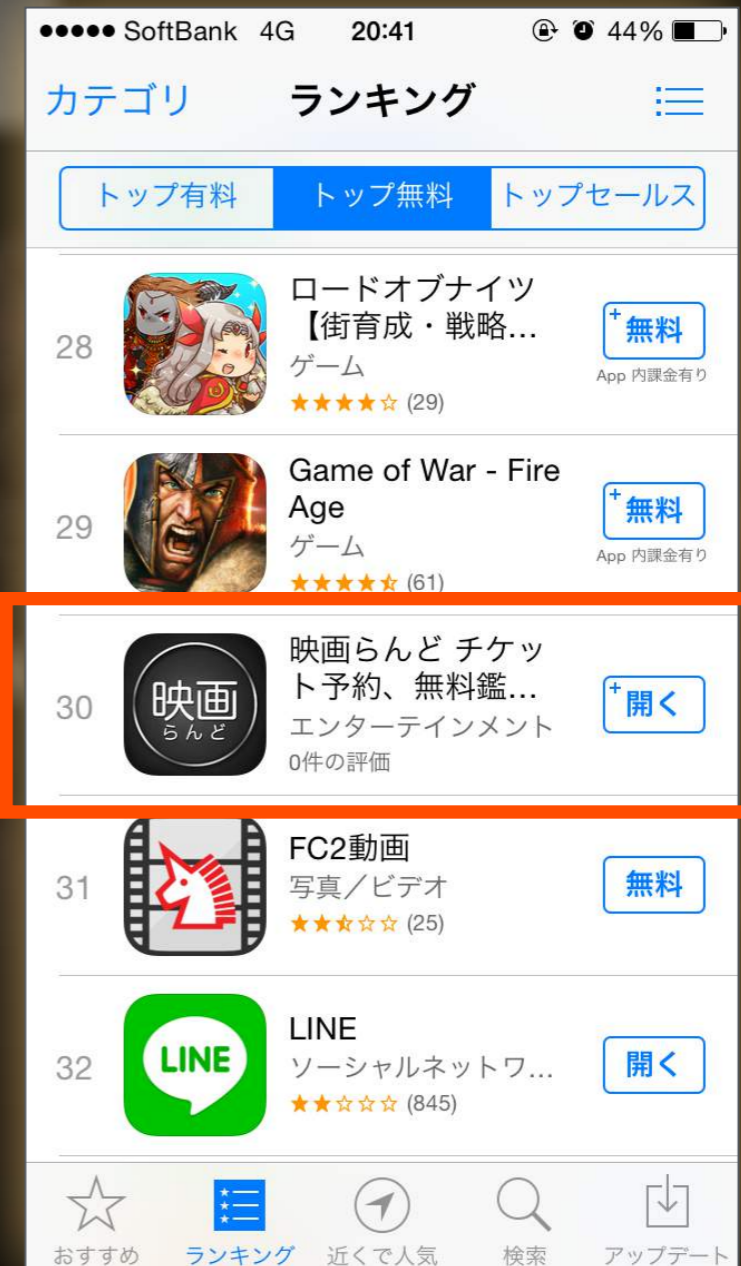 SoftBank 4G 20:41 44%
カテゴリ ランキング
トップ有料 トップ無料 トップセールス
28
ロードオブナイツ
【街育成・戦略...
ゲーム
★★★★☆ (29)
+無料
App 内課金有り
29
Game of War - Fire
Age
ゲーム
(61)
+無料
App 内課金有り
30
映画
らんど
映画らんど チケッ
ト予約、無料鑑...
エンターテインメント
0件の評価
+開く
31
FC2動画
写真／ビデオ
(25)
無料
32
LINE
LINE
ソーシャルネットワ...
★★☆☆☆ (845)
開く
おすすめ ランキング 近くで人気 検索 アップデート